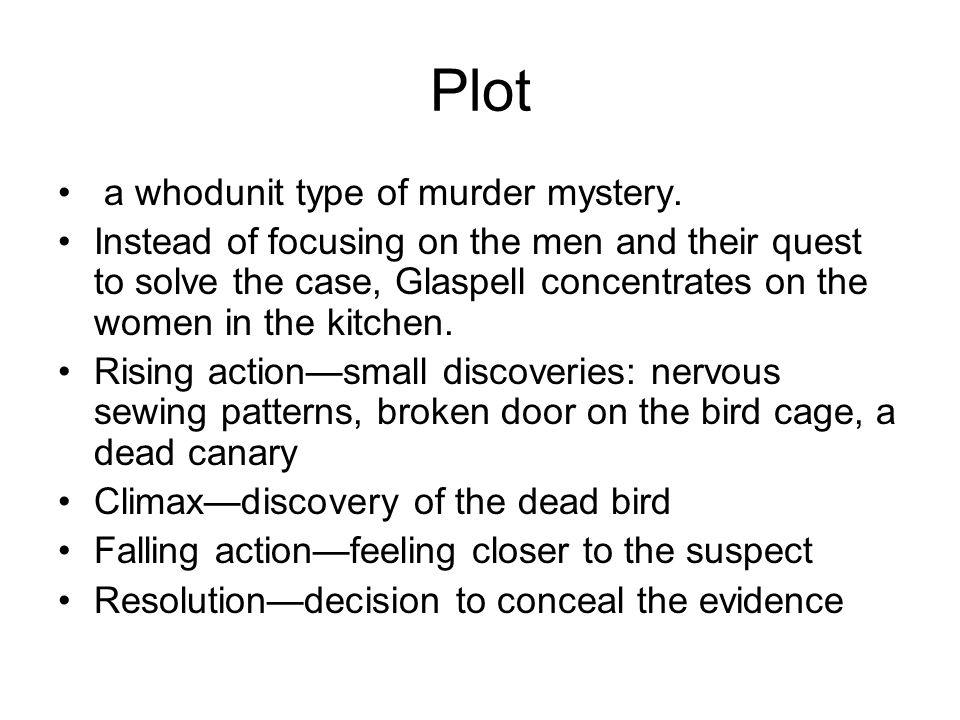 Plot
• a whodunit type of murder mystery.
• Instead of focusing on the men and their quest
to solve the case, Glaspell concentrates on the
women in the kitchen.
• Rising action—small discoveries: nervous
sewing patterns, broken door on the bird cage, a
dead canary
• Climax—discovery of the dead bird
• Falling action—feeling closer to the suspect
• Resolution—decision to conceal the evidence